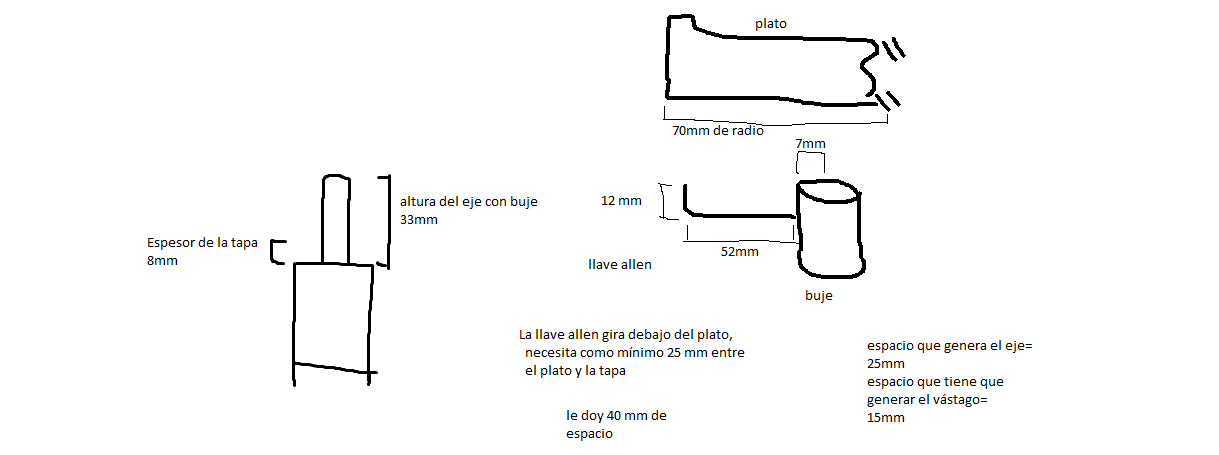 plato
70mm de radio
7mm
12 mm
altura del eje con buje
33mm
Espesor de la tapa
8mm
52mm
llave allen
buje
La llave allen gira debajo del plato,
necesita como mínimo 25 mm entre
el plato y la tapa
espacio que genera el eje=
25mm
espacio que tiene que
generar el vástago=
15mm
le doy 40 mm de
espacio